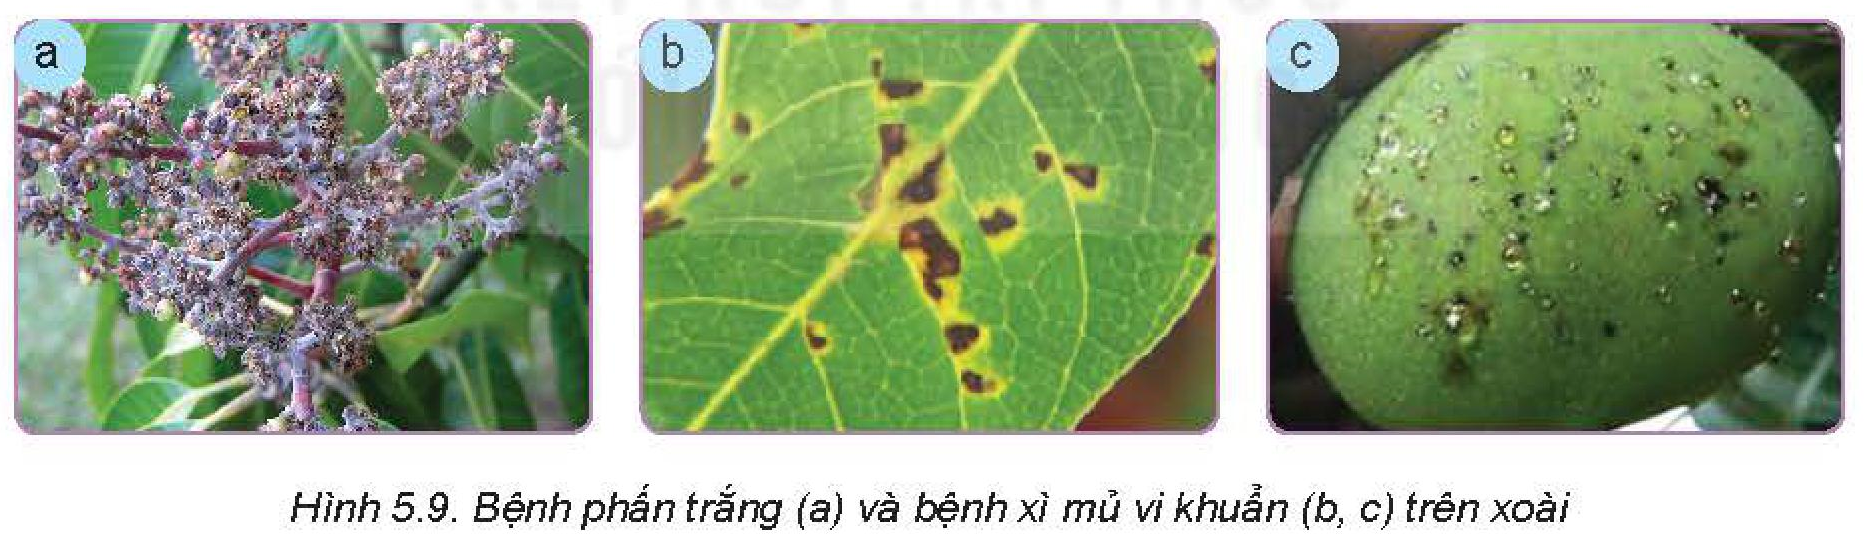 a
b
c
Hình 5.9. Bệnh phấn trắng (a) và bệnh xì mủ vi khuẩn (b, c) trên xoài